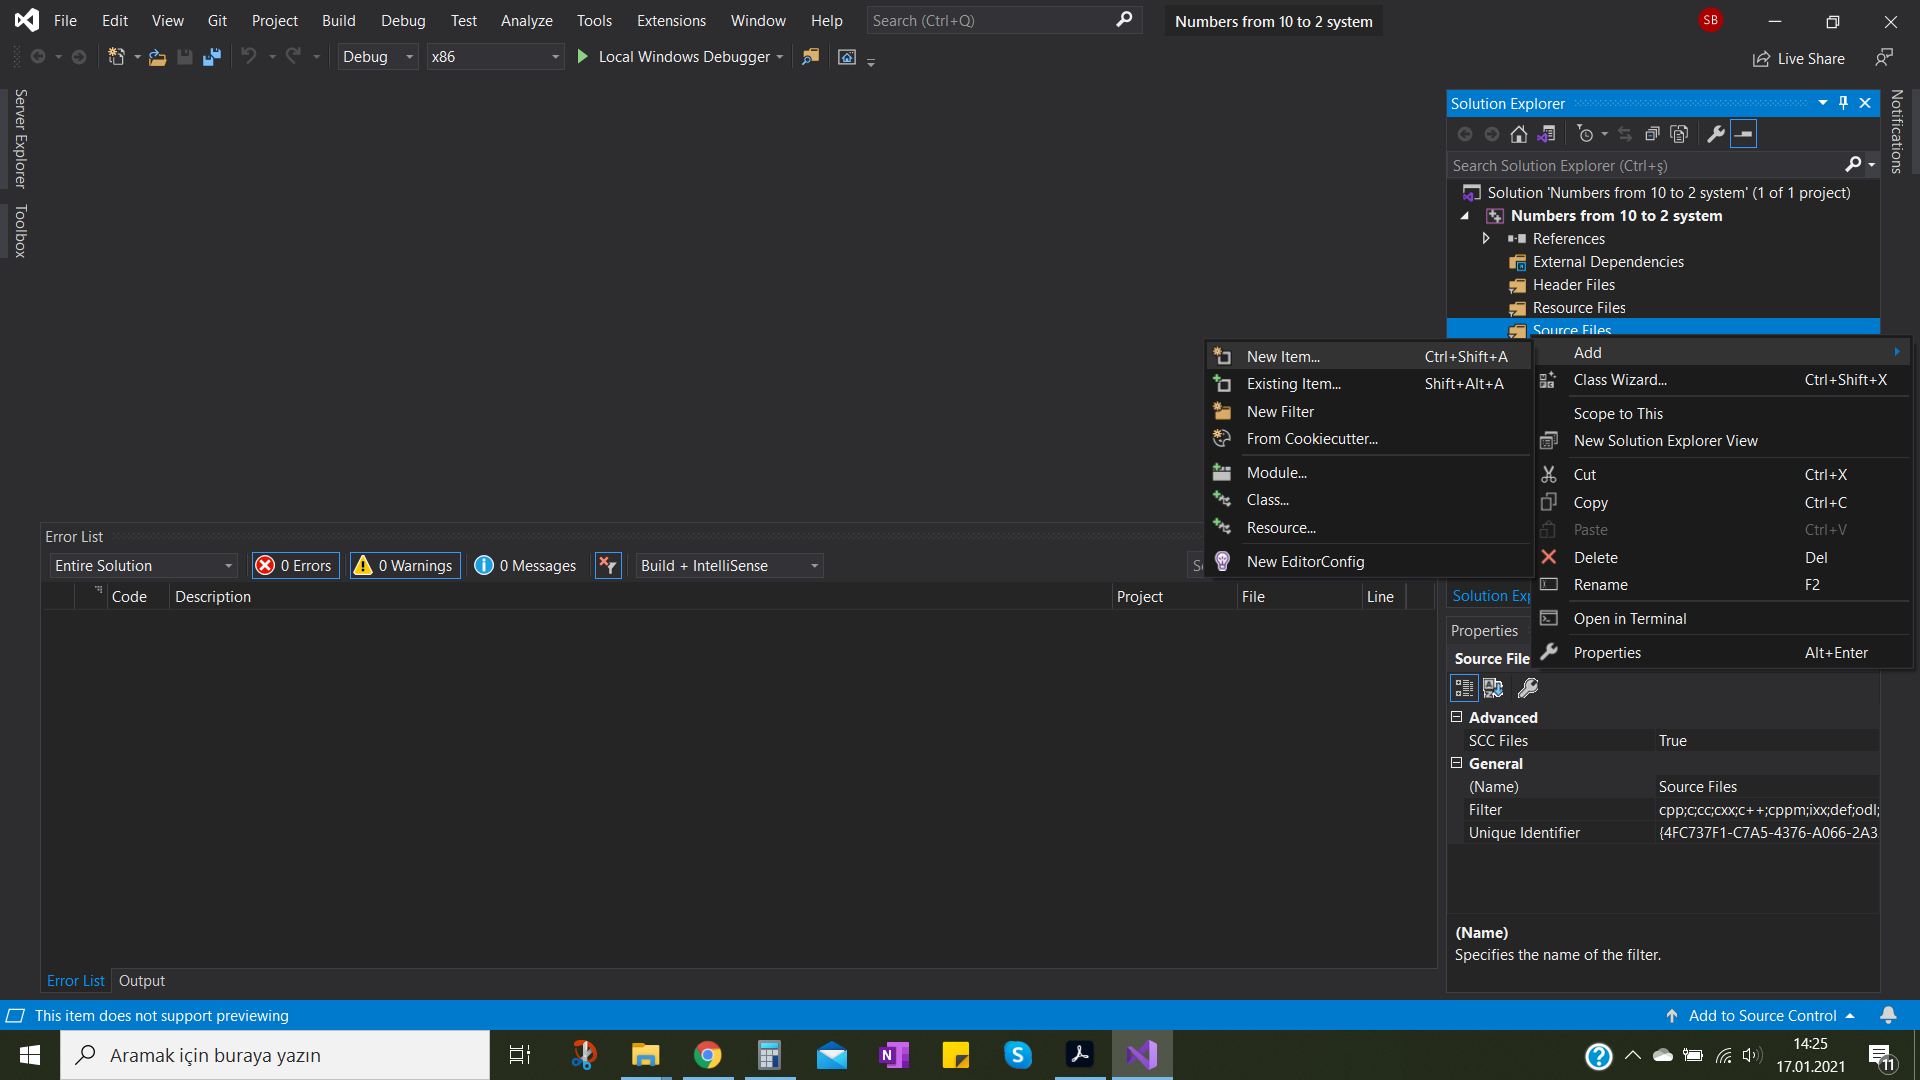 File Edit View Git Project Build Debug Test Analyze Tools Extensions Window Help Search (Ctrl+Q) Numbers from 10 to 2 system SB
Debug x86 Local Windows Debugger Live Share
Server Explorer
Toolbox
Solution Explorer
Notifications
Search Solution Explorer (Ctrl+ş)
Solution 'Numbers from 10 to 2 system' (1 of 1 project)
Numbers from 10 to 2 system
References
External Dependencies
Header Files
Resource Files
Source Files
New Item... Ctrl+Shift+A
Existing Item... Shift+Alt+A
New Filter
From Cookiecutter...
Module...
Class...
Resource...
New EditorConfig
Add
Class Wizard... Ctrl+Shift+X
Scope to This
New Solution Explorer View
Cut Ctrl+X
Copy Ctrl+C
Paste Ctrl+V
Delete Del
Rename F2
Open in Terminal
Properties Alt+Enter
Error List
Entire Solution 0 Errors 0 Warnings 0 Messages Build + IntelliSense
Code Description Project File Line
Solution Exp
Properties
Source File
Advanced
SCC Files True
General
(Name) Source Files
Filter cpp;c;cc;cxx;c++;cppm;ixx;def;odl;
Unique Identifier {4FC737F1-C7A5-4376-A066-2A3
(Name)
Specifies the name of the filter.
Error List Output
This item does not support previewing Add to Source Control
Aramak için buraya yazın
14:25
17.01.2021
11